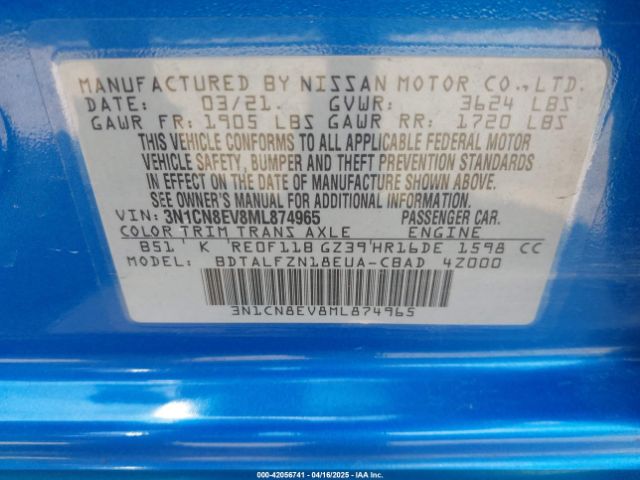 MANUFACTURED BY NISSAN MOTOR CO., LTD.
DATE 03/21. GVWR: 3624 LBS
GAWR FR: 1905 LBS GAWR RR: 1720 LBS
THIS VEHICLE CONFORMS TO ALL APPLICABLE FEDERAL MOTOR
VEHICLE SAFETY, BUMPER AND THEFT PREVENTION STANDARDS
IN EFFECT ON THE DATE OF MANUFACTURE SHOWN ABOVE.
SEE OWNER'S MANUAL FOR ADDITIONAL INFORMATION
VIN: 3N1CN8EV8ML874965 PASSENGER CAR.
COLOR TRIM TRANS AXLE ENGINE
B51 K RE0F11B GZ39 HR16DE 1598 CC
MODEL BDTALFZN18EUA-CBAD 4Z000
3N1CN8EV8ML874965
000-42056741 - 04/16/2025 - IAAI, Inc.